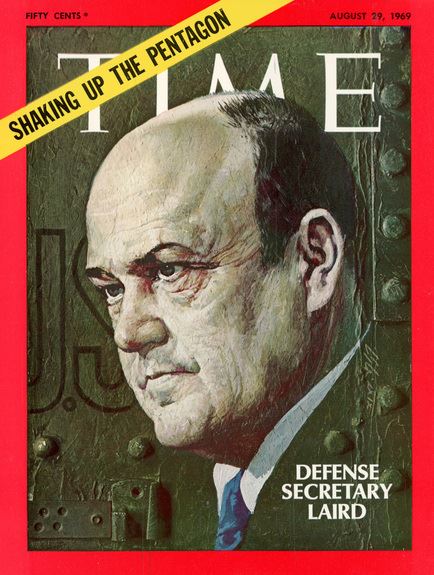 FIFTY CENTS *
AUGUST 29, 1969
SHAKING UP THE PENTAGON
TIME
DEFENSE
SECRETARY
LAIRD